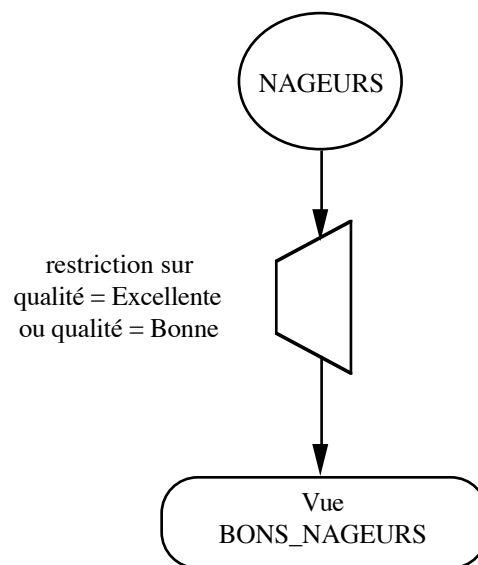 NAGEURS
restriction sur
qualité = Excellente
ou qualité = Bonne
Vue
BONS_NAGEURS